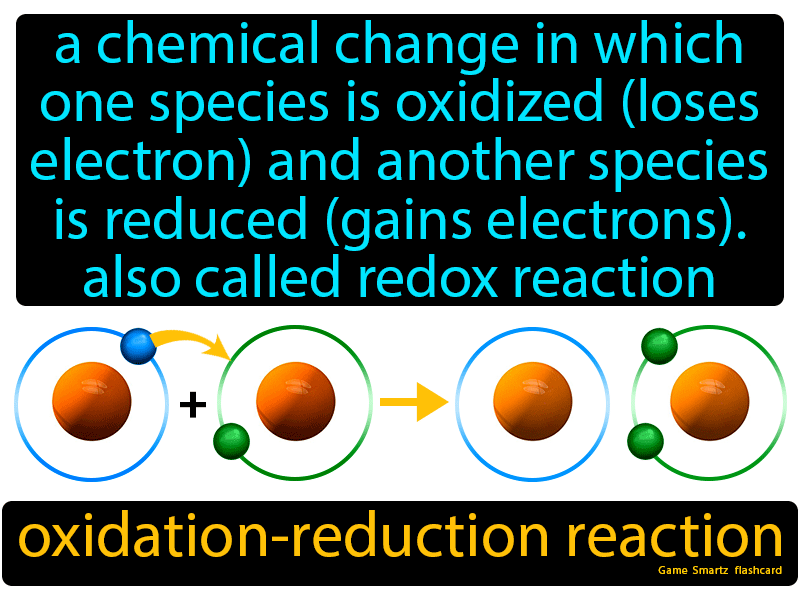 a chemical change in which
one species is oxidized (loses
electron) and another species
is reduced (gains electrons).
also called redox reaction
+
oxidation-reduction reaction
Game Smartz flashcard